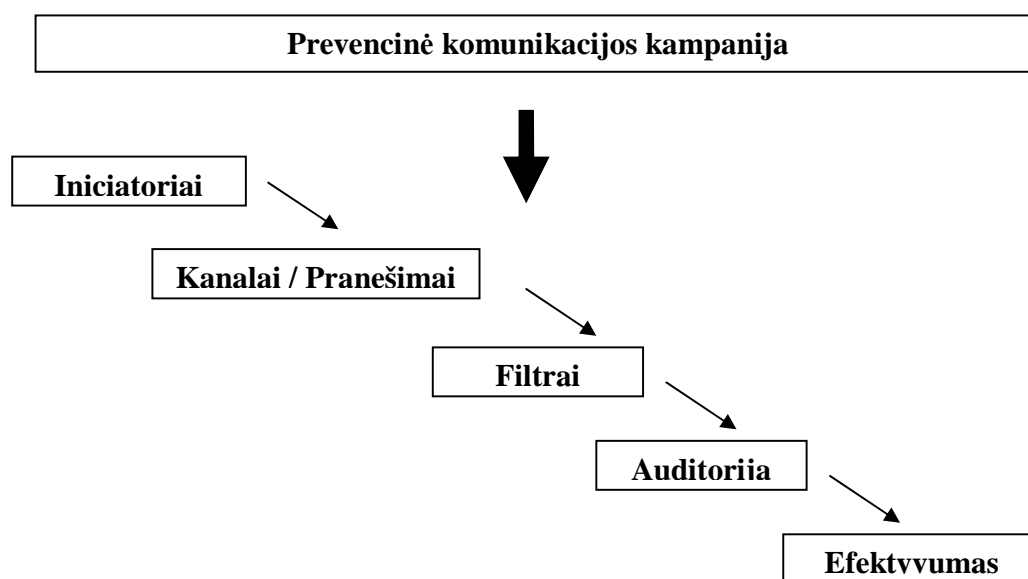 Prevencinė komunikacijos kampanija
Iniciatoriai
Kanalai / Pranešimai
Filtrai
Auditorija
Efektyvumas